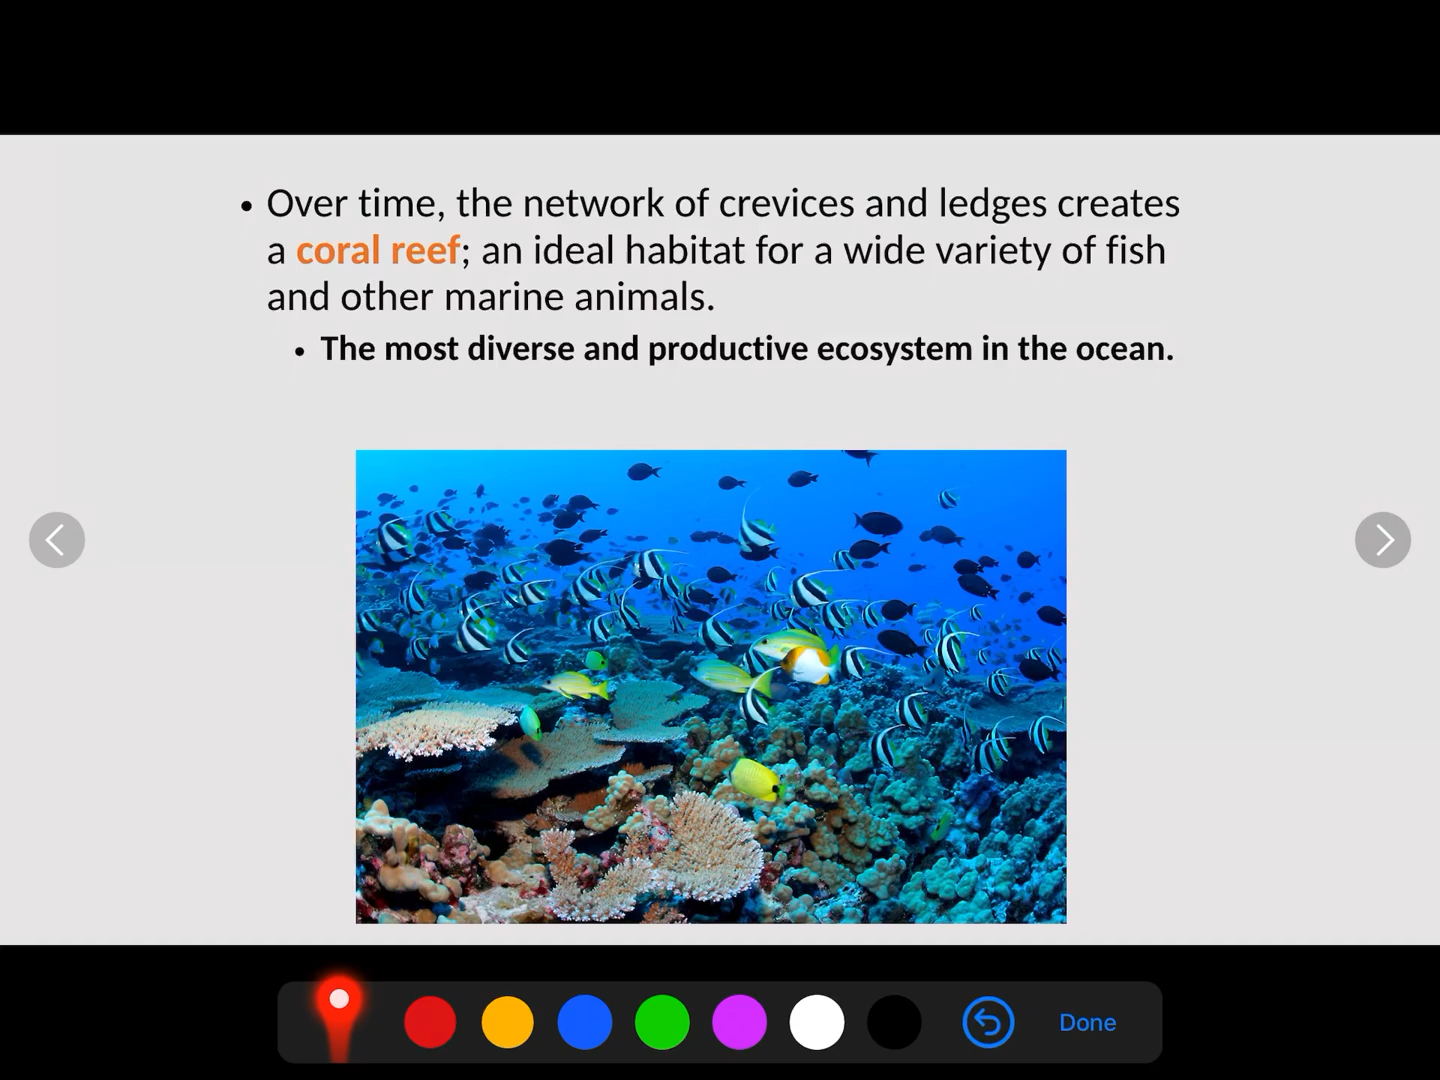 • Over time, the network of crevices and ledges creates
a coral reef; an ideal habitat for a wide variety of fish
and other marine animals.
• The most diverse and productive ecosystem in the ocean.
Done